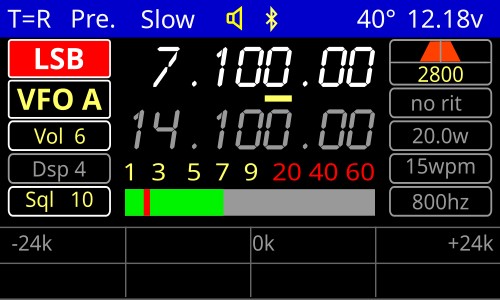 T=R Pre. Slow 40° 12.18v
LSB 7.100.00 2800
VFO A 14.100.00 no rit
Vol 6 20.0w
Dsp 4 1 3 5 7 9 20 40 60 15wpm
Sql 10 800hz
-24k 0k +24k